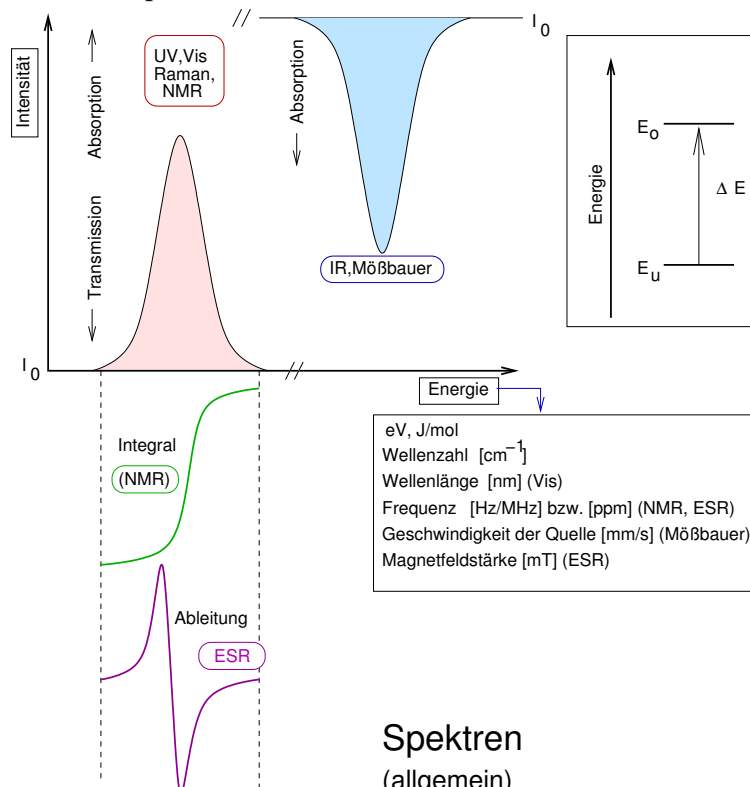 Intensität
Absorption
Transmission
UV,Vis
Raman,
NMR
//
I0
Absorption
IR,Mößbauer
Energie
Eo
Δ E
Eu
I0
//
Energie
eV, J/mol
Wellenzahl [cm⁻¹]
Wellenlänge [nm] (Vis)
Frequenz [Hz/MHz] bzw. [ppm] (NMR, ESR)
Geschwindigkeit der Quelle [mm/s] (Mößbauer)
Magnetfeldstärke [mT] (ESR)
Integral
(NMR)
Ableitung
ESR
Spektren
(allgemein)